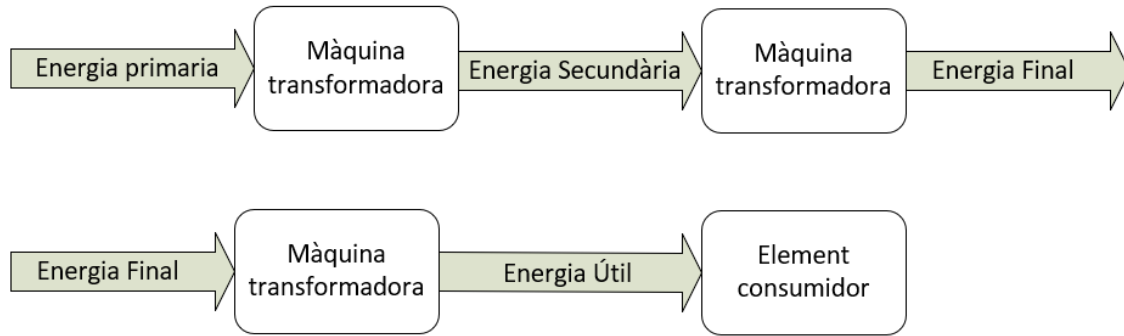 Energia primaria
Màquina
transformadora
Energia Secundària
Màquina
transformadora
Energia Final
Energia Final
Màquina
transformadora
Energia Útil
Element
consumidor